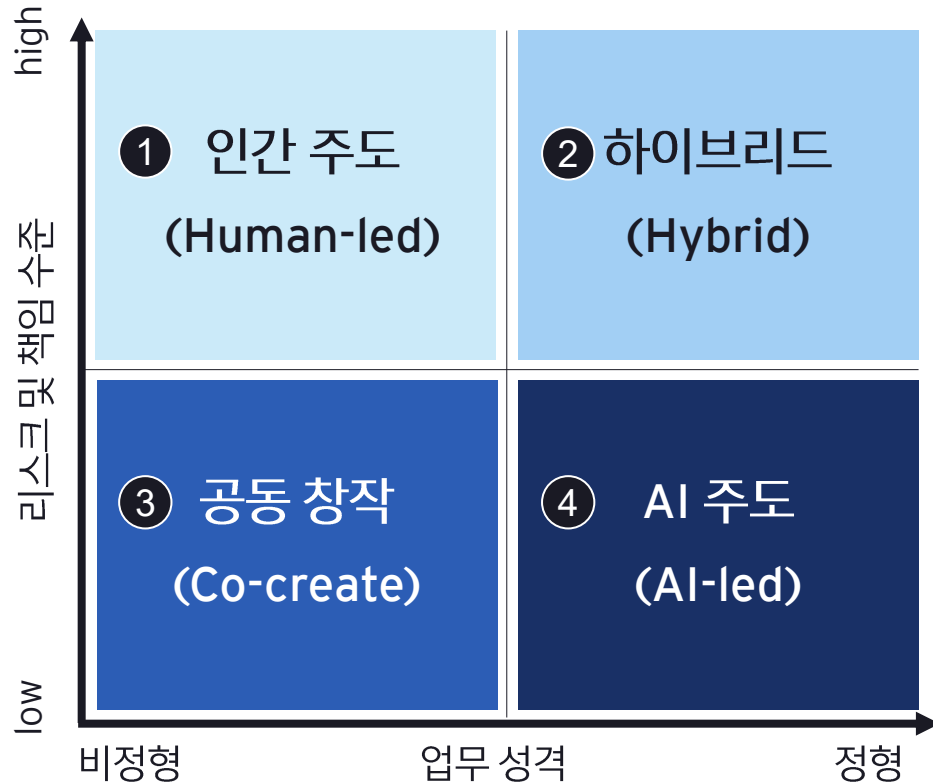 high
리스크 및 책임 수준
low
1 인간 주도
(Human-led)
2 하이브리드
(Hybrid)
3 공동 창작
(Co-create)
4 AI 주도
(AI-led)
비정형 업무 성격 정형